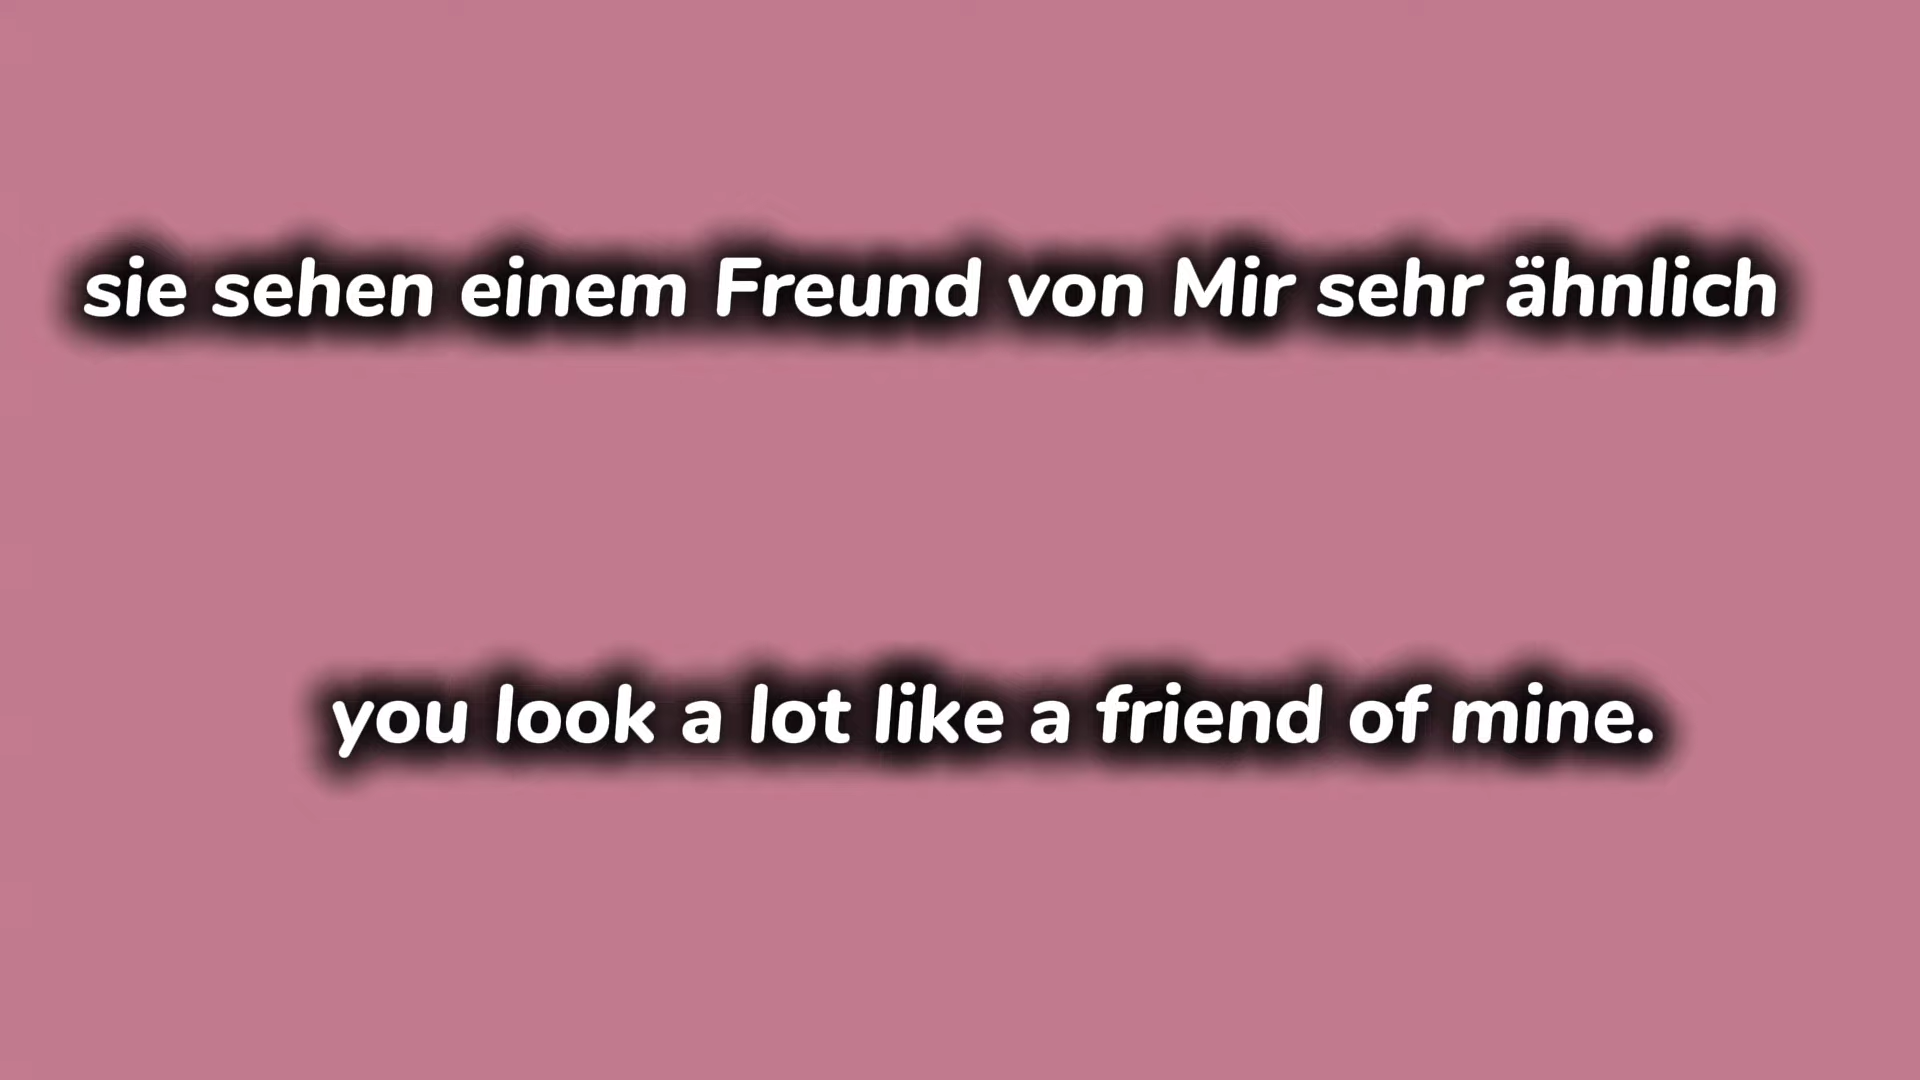 sie sehen einem Freund von Mir sehr ähnlich
you look a lot like a friend of mine.